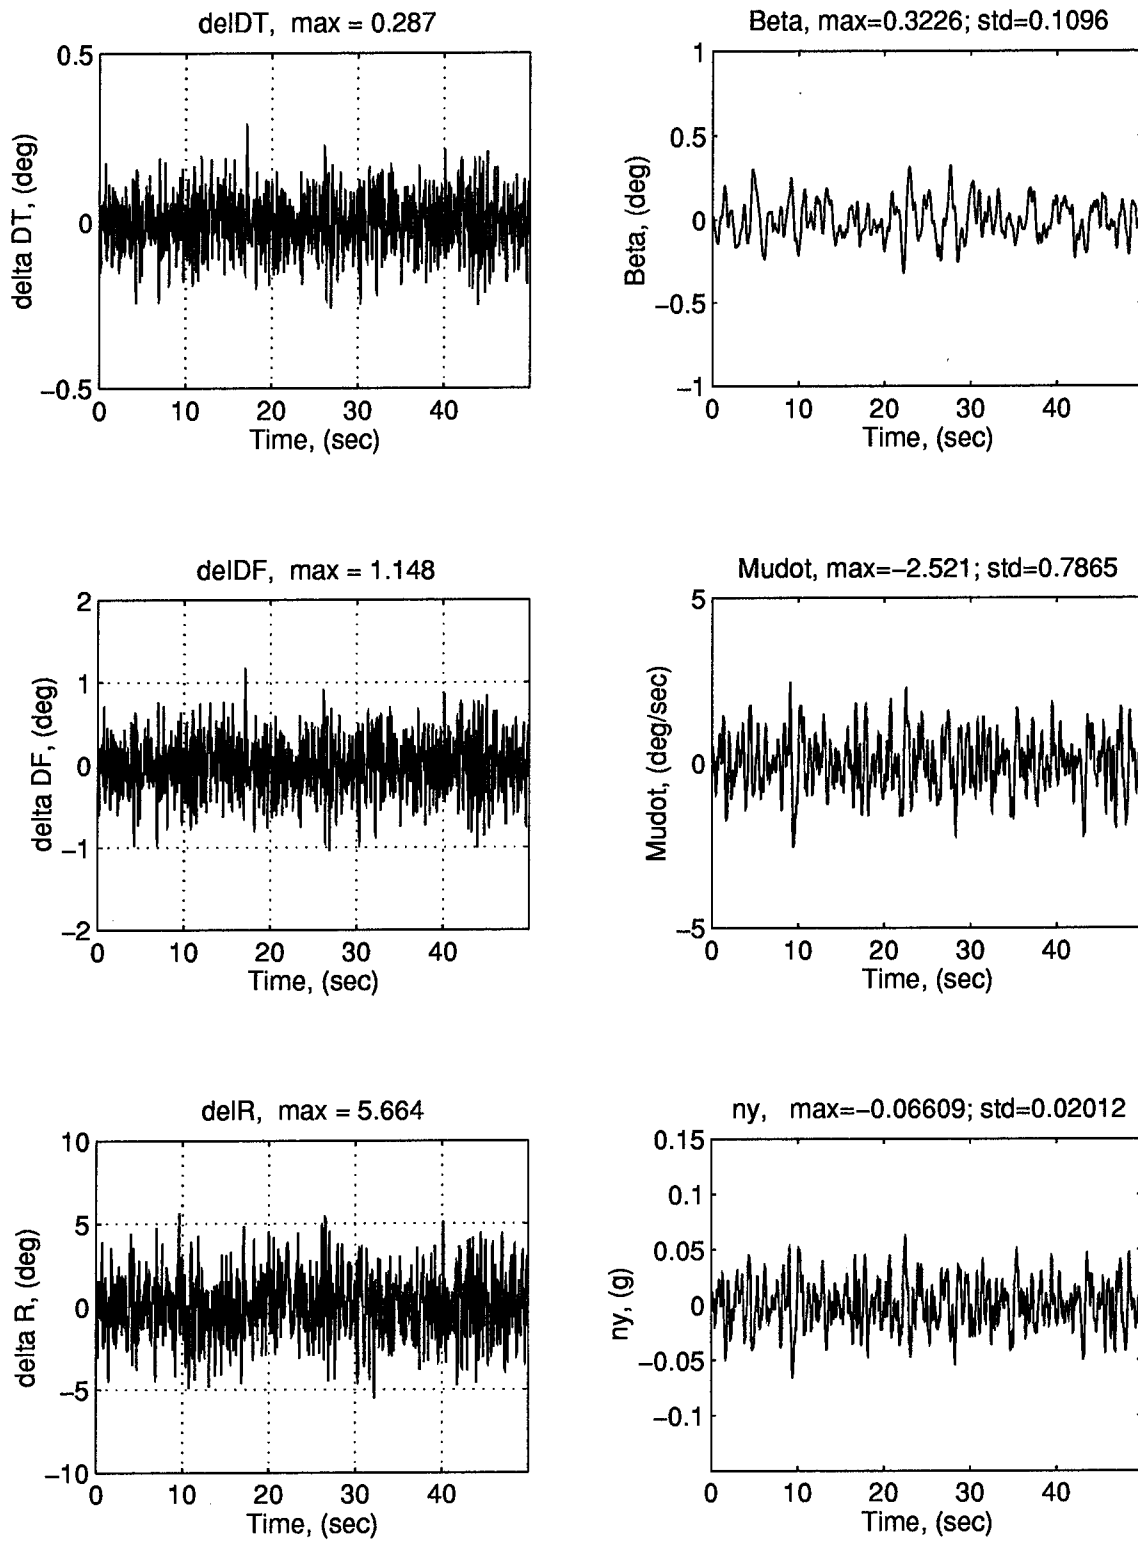 delDT,  max = 0.287
0.5
0
−0.5
delta DT, (deg)
0 10 20 30 40
Time, (sec)
Beta, max=0.3226; std=0.1096
1
0.5
0
−0.5
−1
Beta, (deg)
0 10 20 30 40
Time, (sec)
delDF,  max = 1.148
2
1
0
−1
−2
delta DF, (deg)
0 10 20 30 40
Time, (sec)
Mudot, max=−2.521; std=0.7865
5
0
−5
Mudot, (deg/sec)
0 10 20 30 40
Time, (sec)
delR,  max = 5.664
10
5
0
−5
−10
delta R, (deg)
0 10 20 30 40
Time, (sec)
ny,   max=−0.06609; std=0.02012
0.15
0.1
0.05
0
−0.05
−0.1
ny, (g)
0 10 20 30 40
Time, (sec)